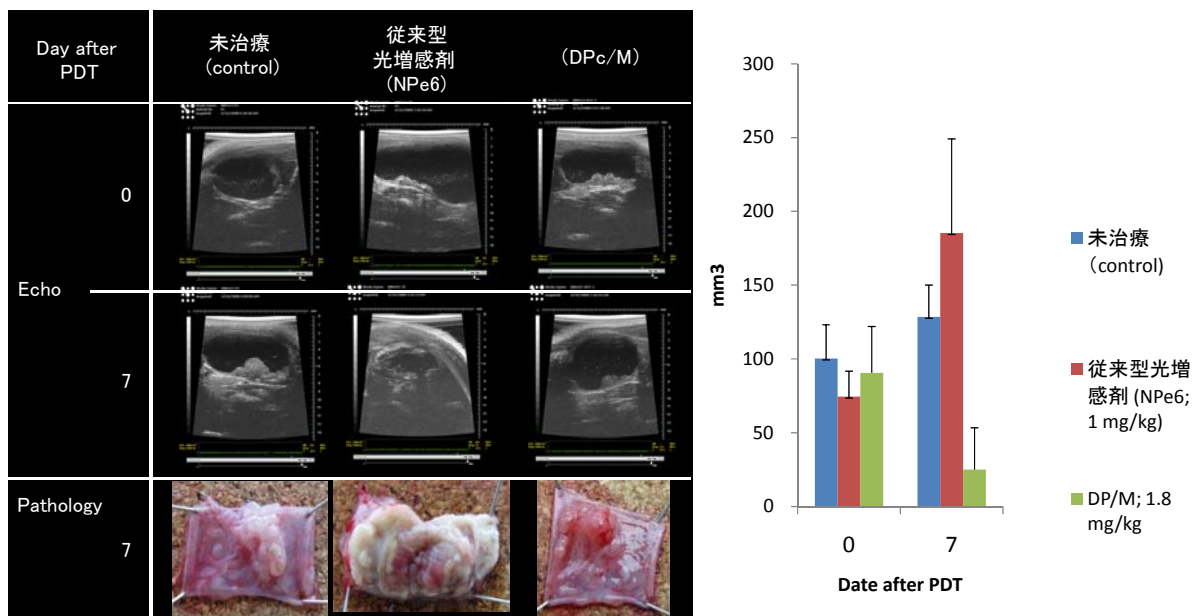 Day after
PDT
未治療
(control)
従来型
光増感剤
(NPe6)
(DPc/M)
0
Echo
7
Pathology
7
300
250
200
150
100
50
0
mm3
0
7
Date after PDT
未治療
(control)
従来型光増
感剤 (NPe6;
1 mg/kg)
DP/M; 1.8
mg/kg